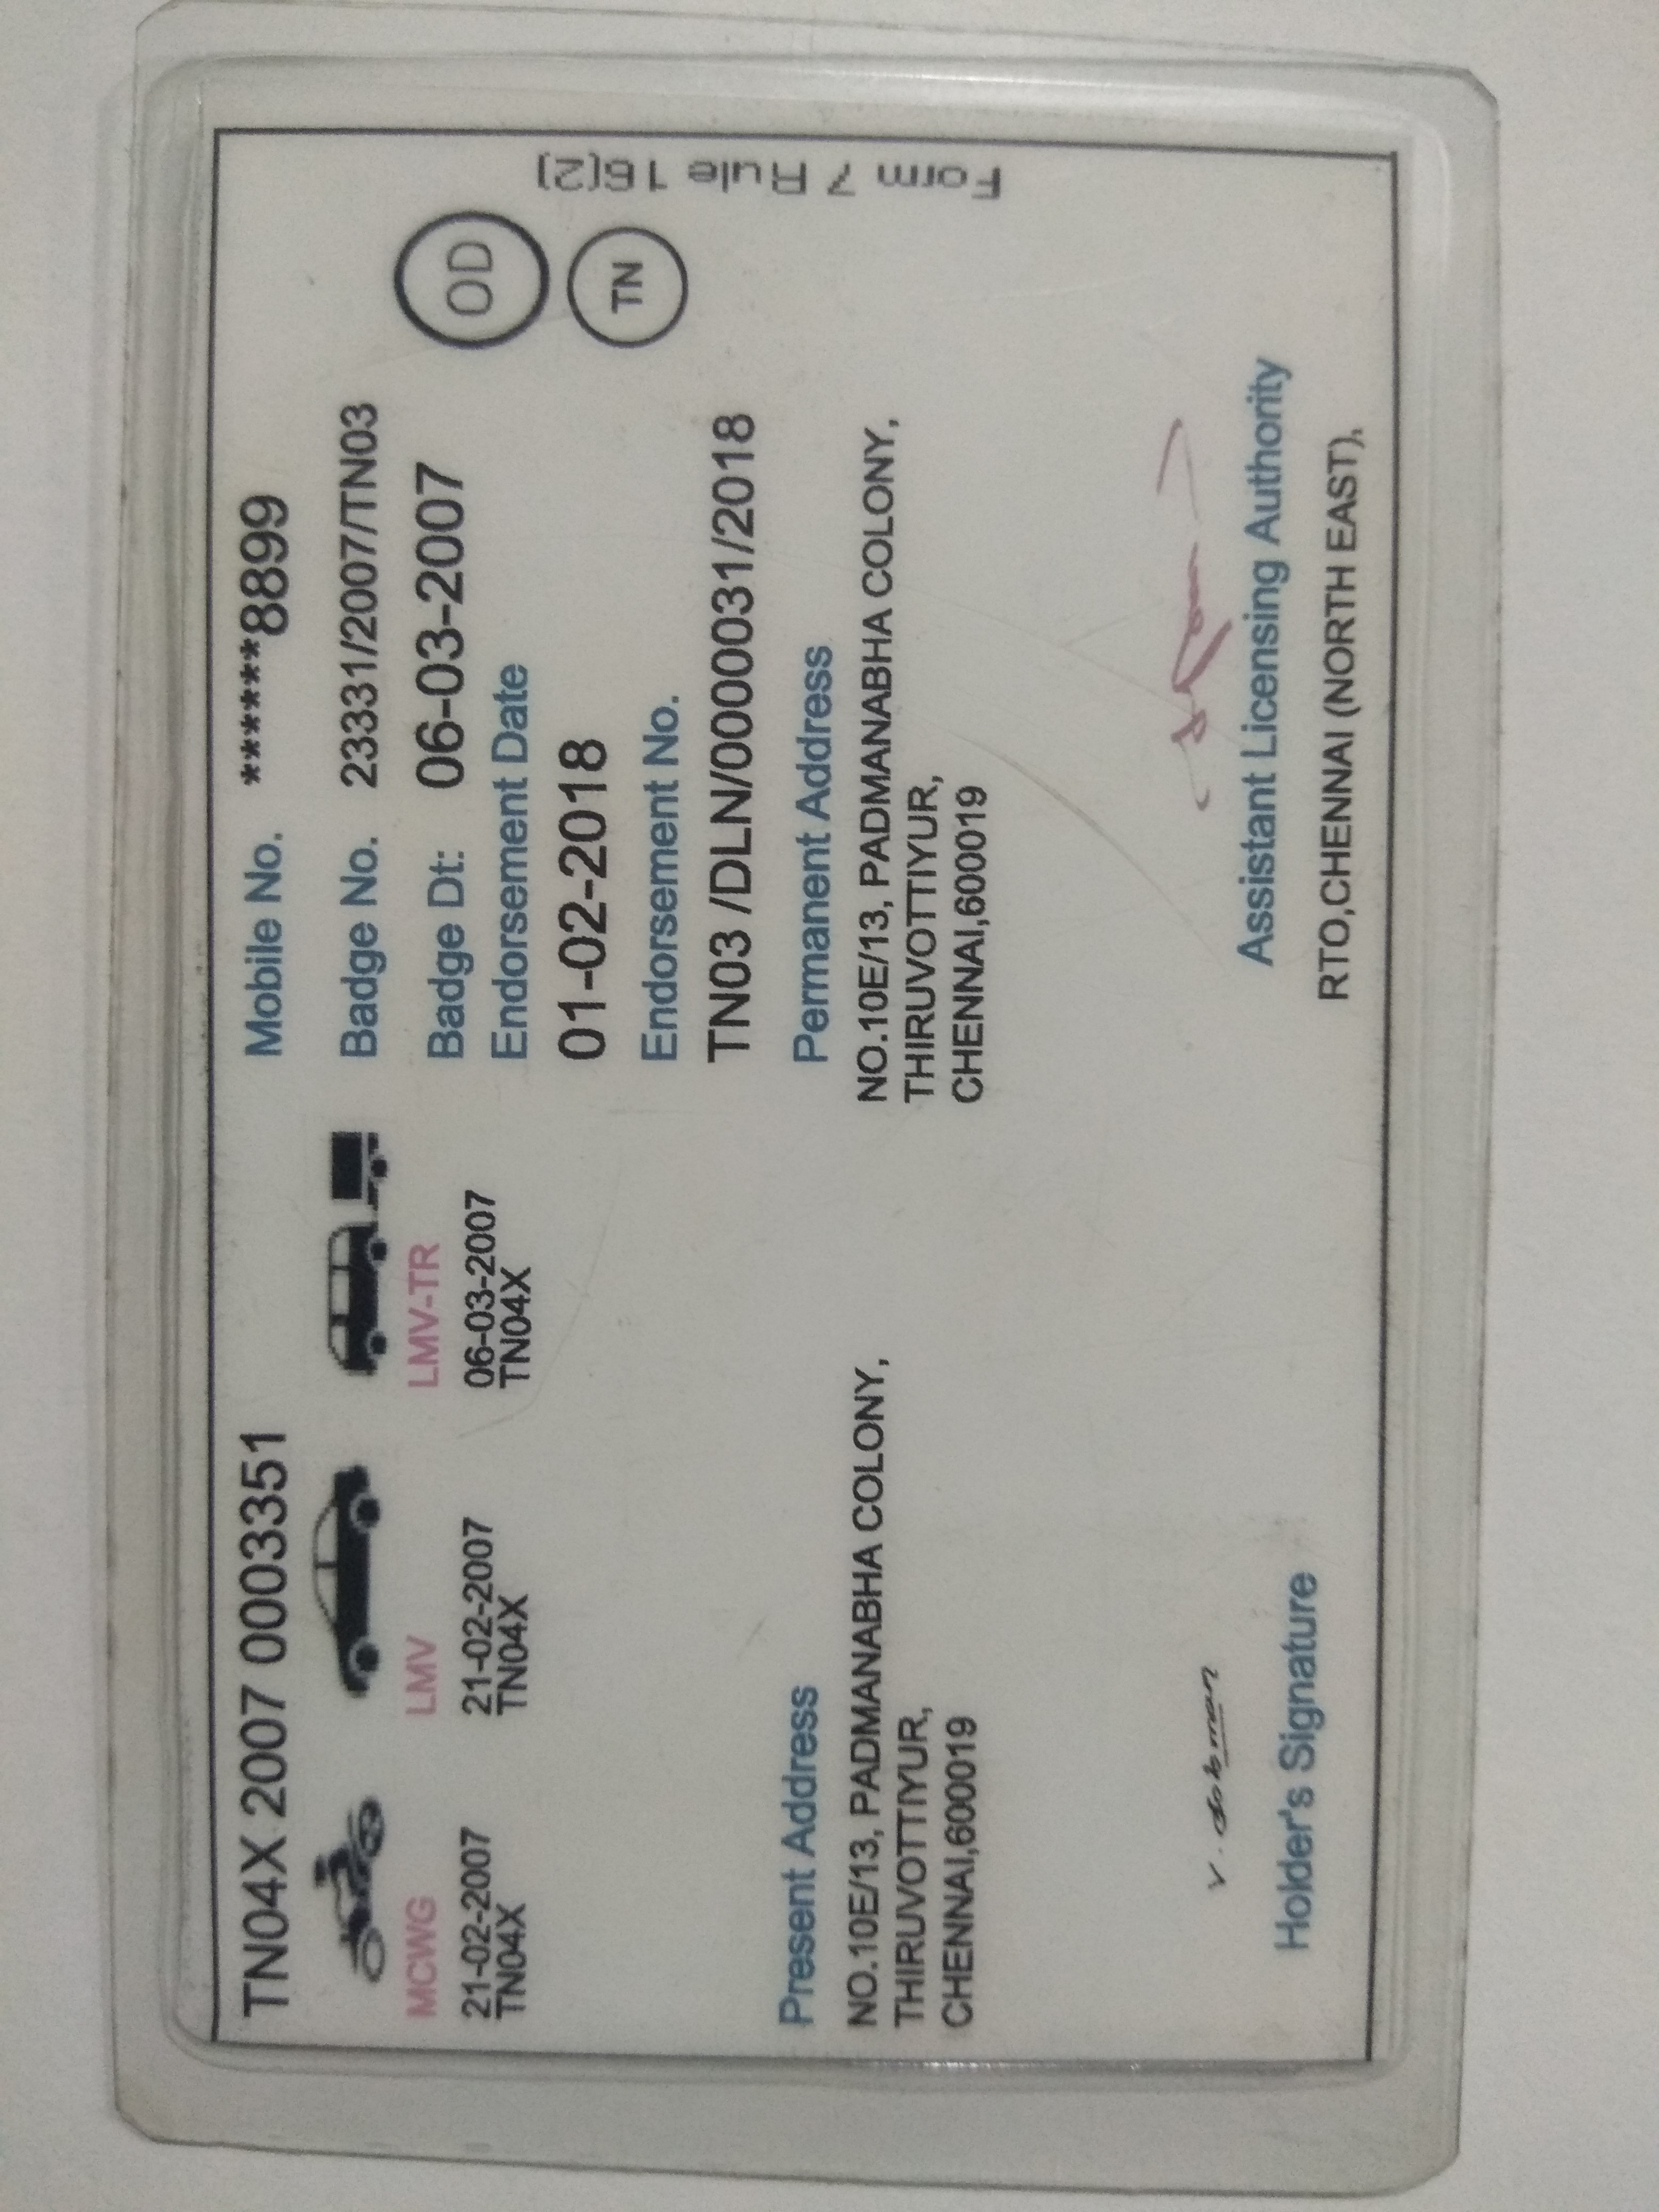 TN04X 2007 0003351
MCWG
21-02-2007
TN04X
LMV
21-02-2007
TN04X
LMV-TR
06-03-2007
TN04X
Mobile No. ******8899
Badge No. 23331/2007/TN03
Badge Dt: 06-03-2007
Endorsement Date
01-02-2018
Endorsement No.
TN03 /DLN/0000031/2018
OD
TN
Form 7 Rule 16(2)
Present Address
NO.10E/13, PADMANABHA COLONY,
THIRUVOTTIYUR,
CHENNAI,600019
Permanent Address
NO.10E/13, PADMANABHA COLONY,
THIRUVOTTIYUR,
CHENNAI,600019
Holder's Signature
Assistant Licensing Authority
RTO,CHENNAI (NORTH EAST),